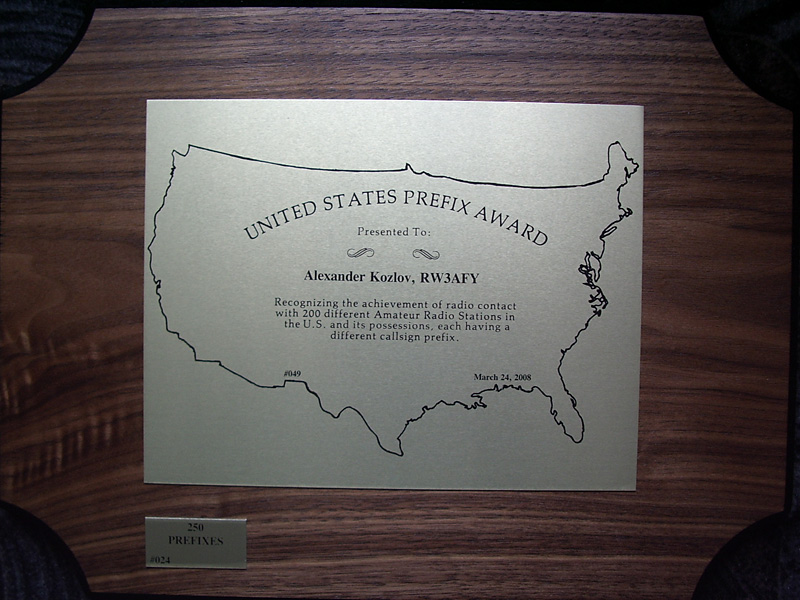 UNITED STATES PREFIX AWARD
Presented To:
Alexander Kozlov, RW3AFY
Recognizing the achievement of radio contact
with 200 different Amateur Radio Stations in
the U.S. and its possessions, each having a
different callsign prefix.
#049
March 24, 2008
250
PREFIXES
#024